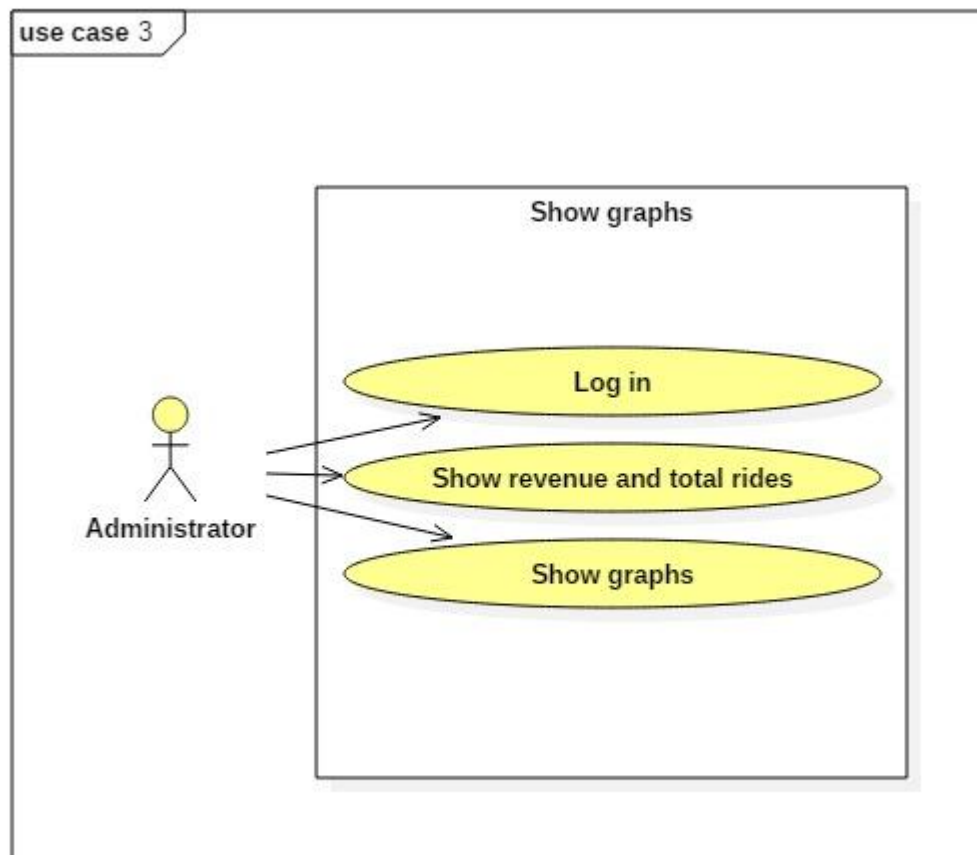 use case 3
Show graphs
Log in
Show revenue and total rides
Show graphs
Administrator